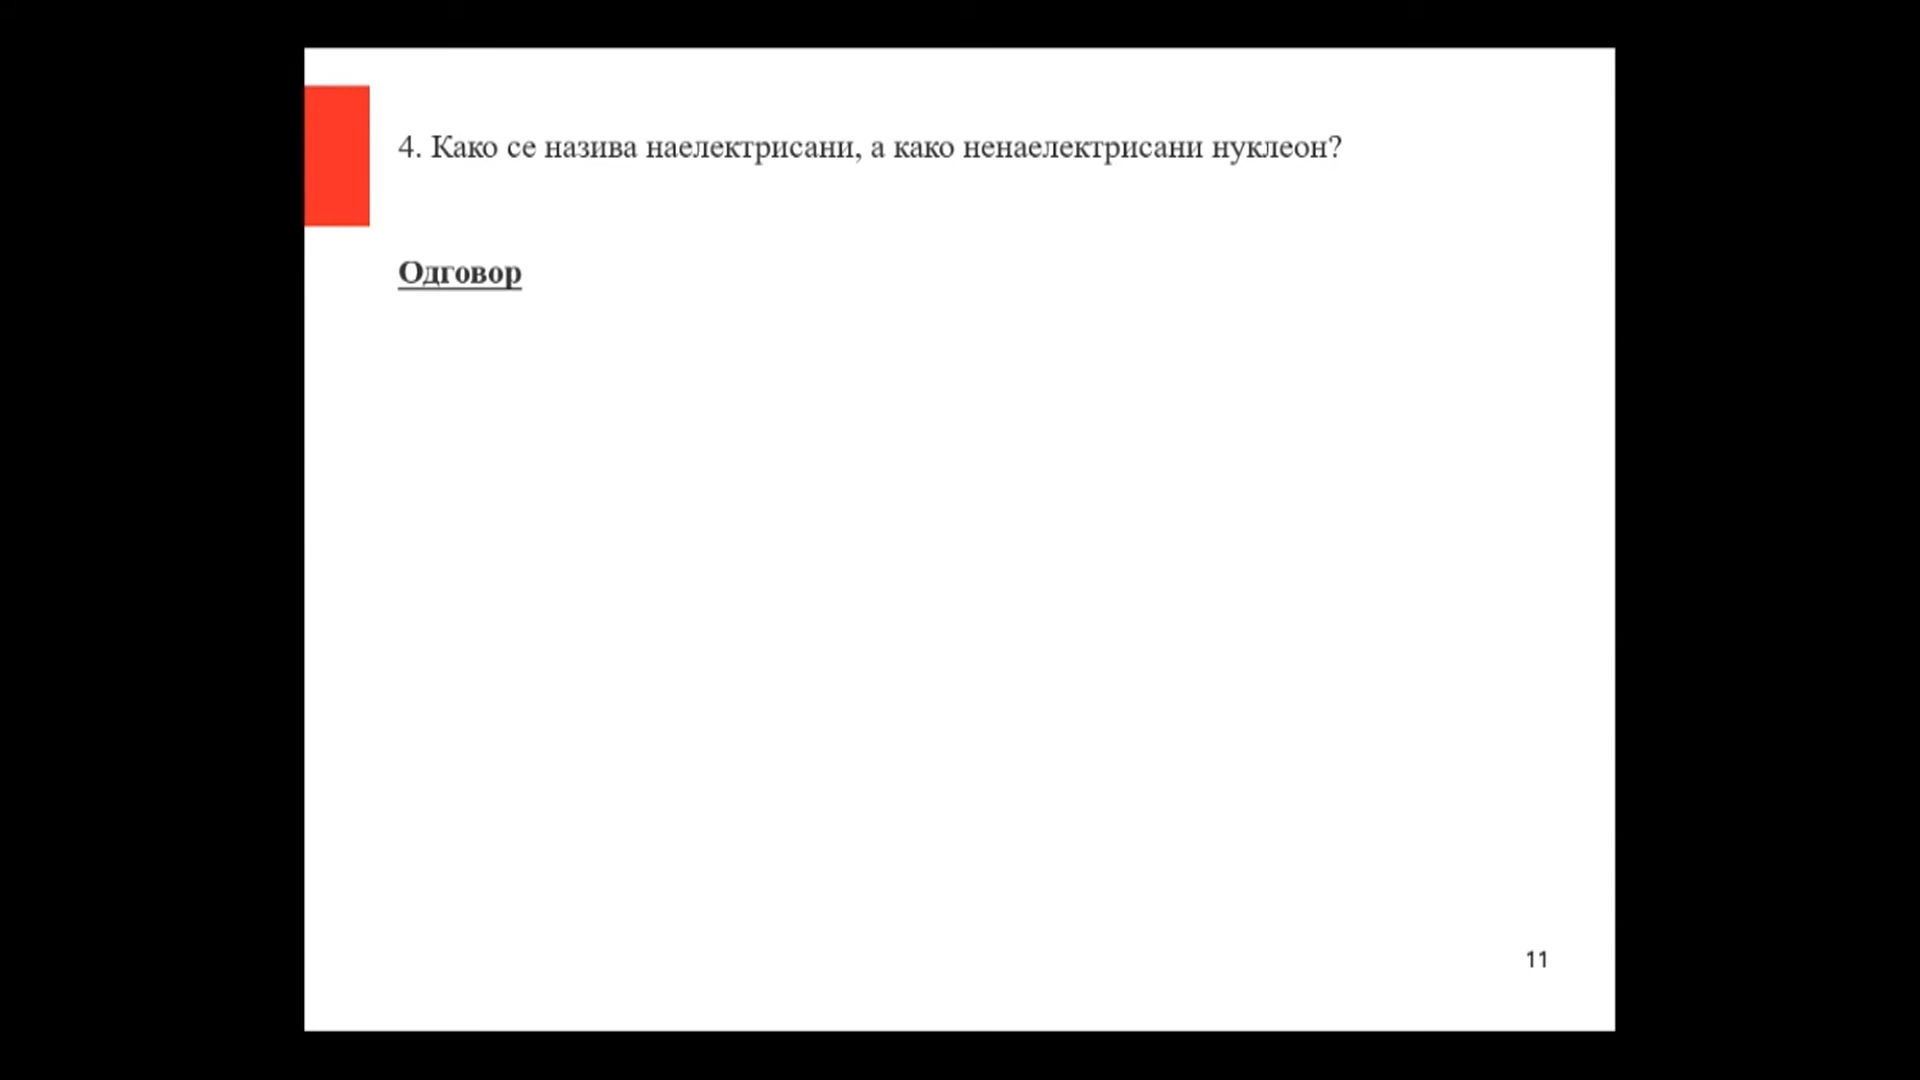 4. Како се назива наелектрисани, а како ненаелектрисани нуклеон?
Одговор
11